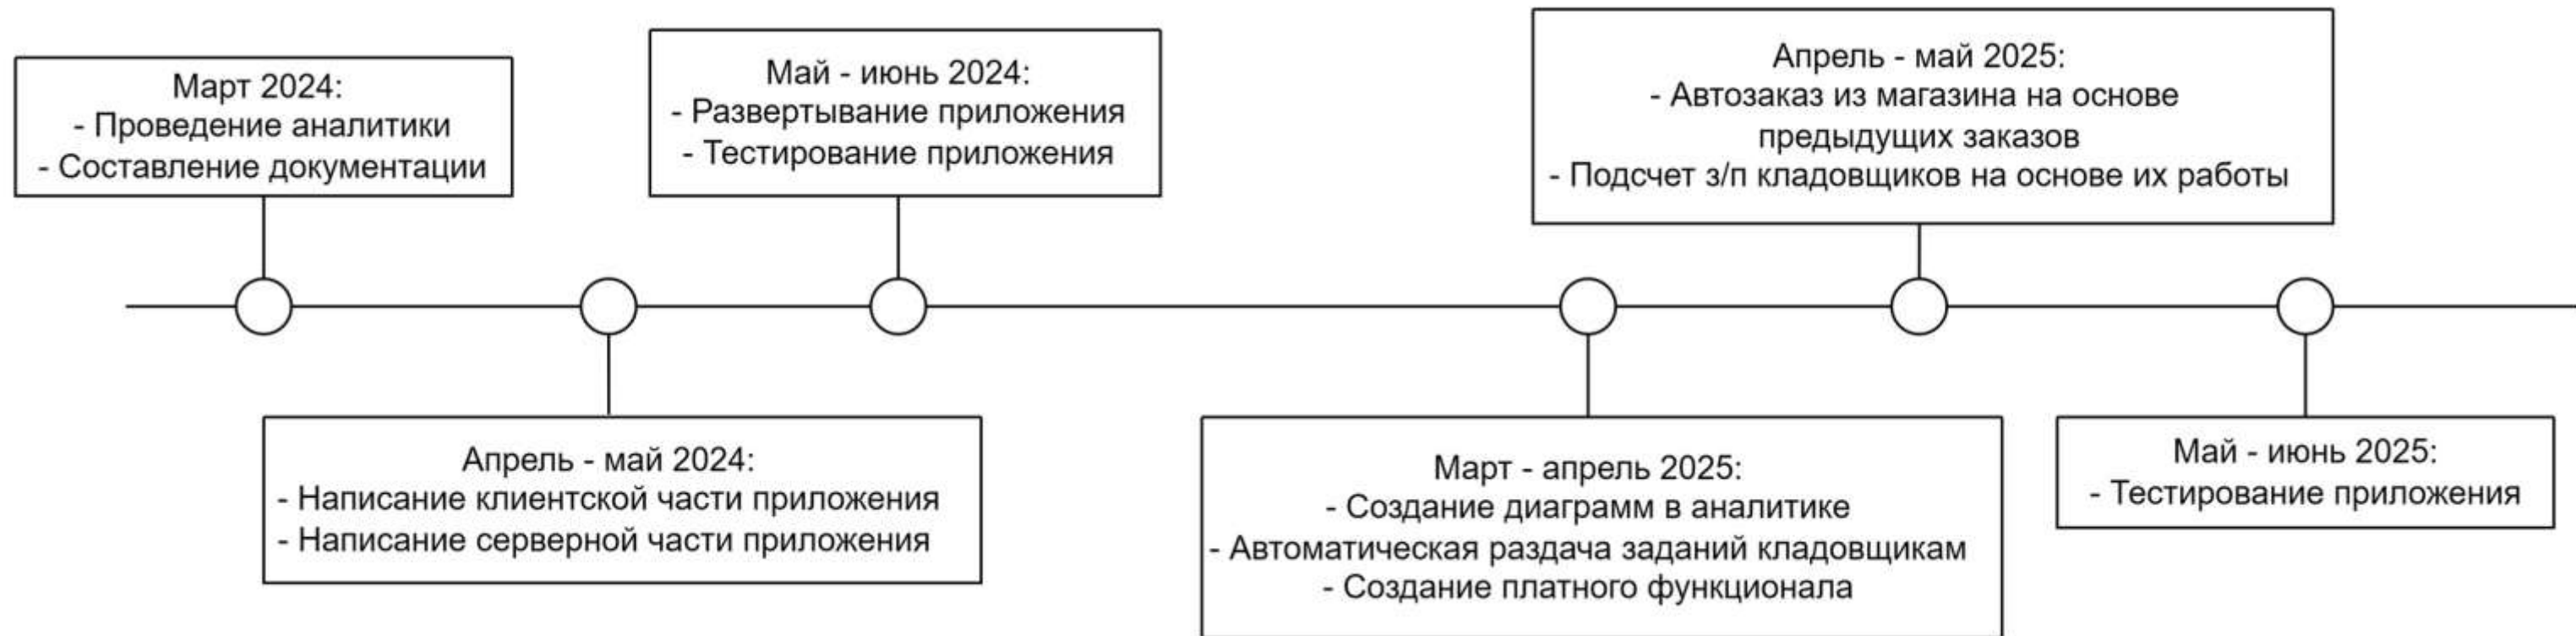 Март 2024:
- Проведение аналитики
- Составление документации
Апрель - май 2024:
- Написание клиентской части приложения
- Написание серверной части приложения
Май - июнь 2024:
- Развертывание приложения
- Тестирование приложения
Март - апрель 2025:
- Создание диаграмм в аналитике
- Автоматическая раздача заданий кладовщикам
- Создание платного функционала
Апрель - май 2025:
- Автозаказ из магазина на основе
предыдущих заказов
- Подсчет з/п кладовщиков на основе их работы
Май - июнь 2025:
- Тестирование приложения